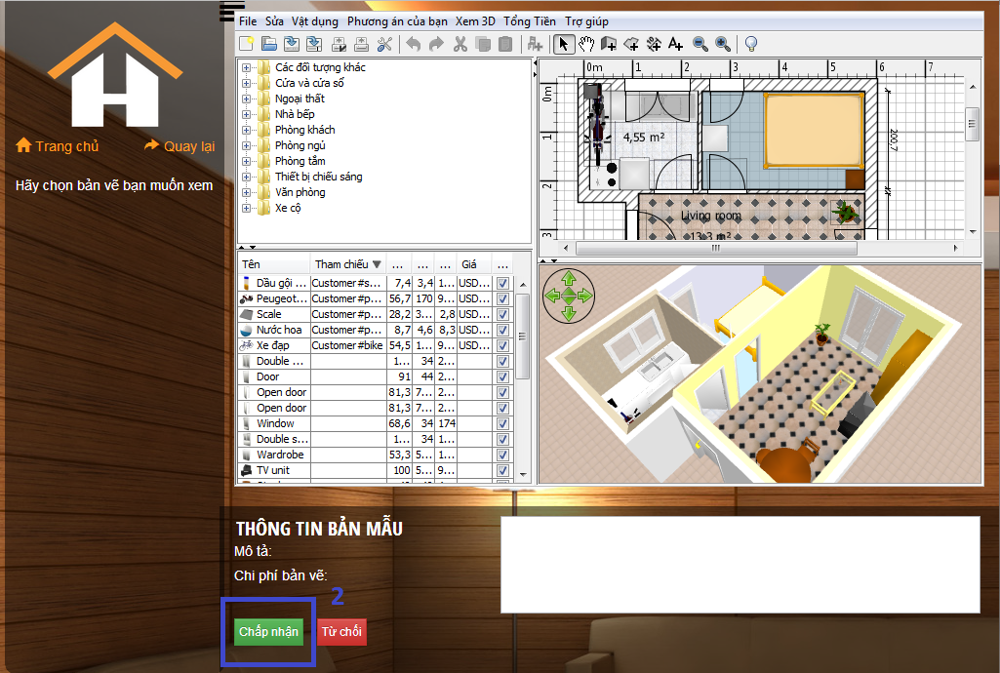 File Sửa Vật dụng Phương án của bạn Xem 3D Tổng Tiền Trợ giúp
Trang chủ Quay lại
Hãy chọn bản vẽ bạn muốn xem
Các đối tượng khác
Cửa và cửa sổ
Ngoại thất
Nhà bếp
Phòng khách
Phòng ngủ
Phòng tắm
Thiết bị chiếu sáng
Văn phòng
Xe cộ
0m 1 2 3 4 5 6 7
0m
1
2
3
4,55 m²
200,7
Living room
13,3 m²
Tên Tham chiếu ... ... ... Giá ...
Dầu gội ... Customer#s... 7,4 3,4 1... USD...
Peugeot... Customer#p... 56,7 170 9... USD...
Scale Customer#p... 28,2 3... 2,8 USD...
Nước hoa Customer#p... 8,7 4,6 8,3 USD...
Xe đạp Customer#bike 54,5 1... 9... USD...
Double ... 1... 34 2...
Door 91 44 2...
Open door 81,3 7... 2...
Open door 81,3 7... 2...
Window 68,6 34 174
Double s... 1... 34 1...
Wardrobe 53,3 5... 1...
TV unit 100 5... 9...
THÔNG TIN BẢN MẪU
Mô tả:
Chi phí bản vẽ:
2
Chấp nhận Từ chối